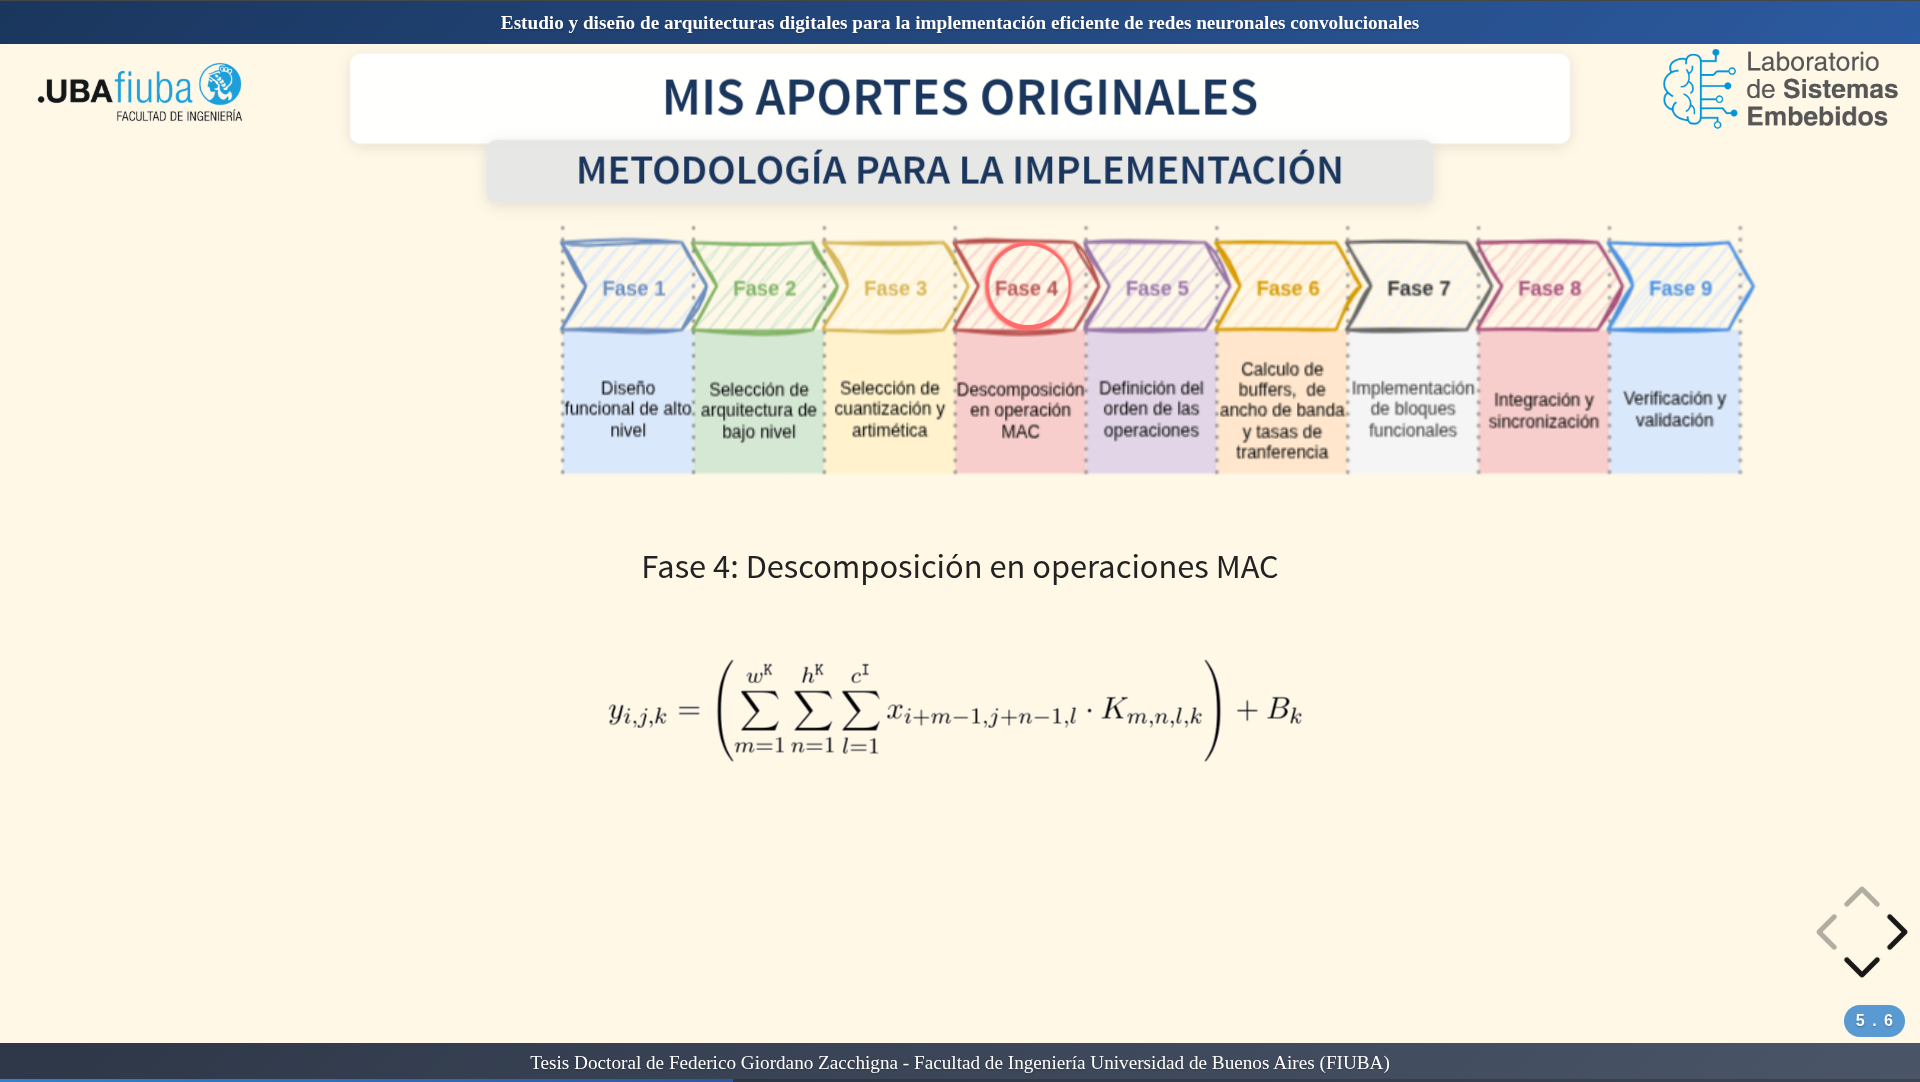 Estudio y diseño de arquitecturas digitales para la implementación eficiente de redes neuronales convolucionales
.UBAfiuba
FACULTAD DE INGENIERÍA
MIS APORTES ORIGINALES
Laboratorio
de Sistemas
Embebidos
METODOLOGÍA PARA LA IMPLEMENTACIÓN
Fase 1
Fase 2
Fase 3
Fase 4
Fase 5
Fase 6
Fase 7
Fase 8
Fase 9
Diseño
funcional de alto
nivel
Selección de
arquitectura de
bajo nivel
Selección de
cuantización y
artimética
Descomposición
en operación
MAC
Definición del
orden de las
operaciones
Calculo de
buffers, de
ancho de banda
y tasas de
tranferencia
Implementación
de bloques
funcionales
Integración y
sincronización
Verificación y
validación
Fase 4: Descomposición en operaciones MAC
y_{i,j,k} = \left( \sum_{m=1}^{w^K} \sum_{n=1}^{h^K} \sum_{l=1}^{c^I} x_{i+m-1,j+n-1,l} · K_{m,n,l,k} \right) + B_k
5 . 6
Tesis Doctoral de Federico Giordano Zacchigna - Facultad de Ingeniería Universidad de Buenos Aires (FIUBA)